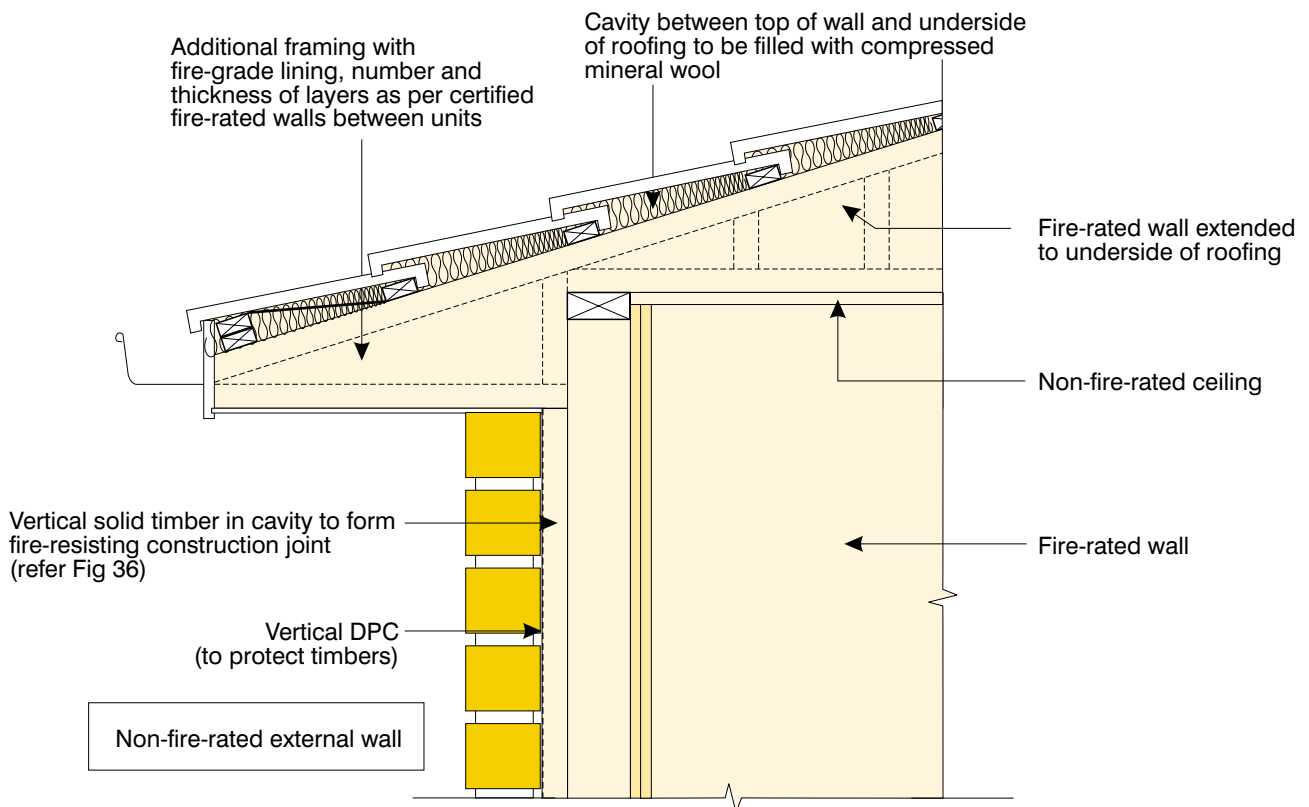 Additional framing with
fire-grade lining, number and
thickness of layers as per certified
fire-rated walls between units
Cavity between top of wall and underside
of roofing to be filled with compressed
mineral wool
Fire-rated wall extended
to underside of roofing
Non-fire-rated ceiling
Vertical solid timber in cavity to form
fire-resisting construction joint
(refer Fig 36)
Fire-rated wall
Vertical DPC
(to protect timbers)
Non-fire-rated external wall